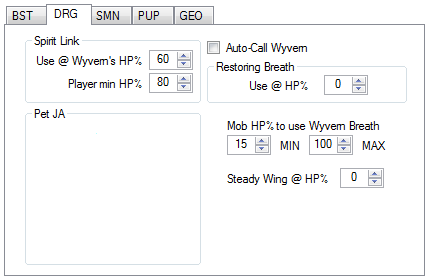 BST DRG SMN PUP GEO
Spirit Link
Use @ Wyvern's HP% 60
Player min HP% 80
Auto-Call Wyvern
Restoring Breath
Use @ HP% 0
Pet JA
Mob HP% to use Wyvern Breath
15 MIN 100 MAX
Steady Wing @ HP% 0